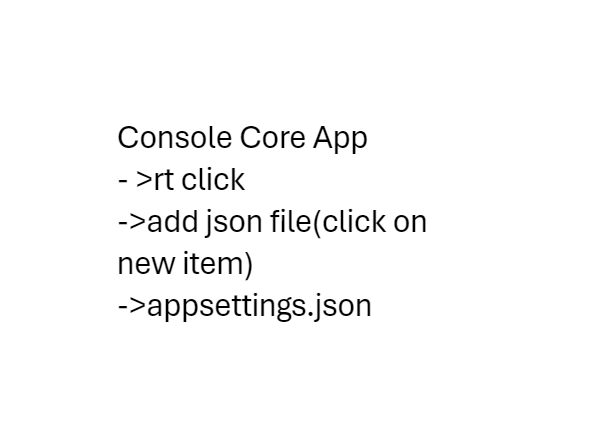 Console Core App
- >rt click
->add json file(click on
new item)
->appsettings.json